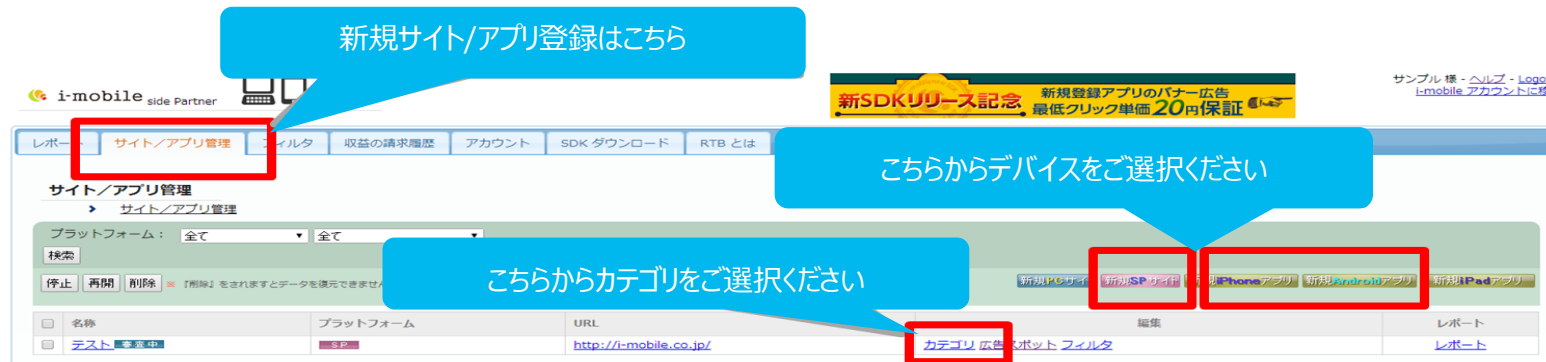 新規サイト/アプリ登録はこちら
i-mobile side Partner
新SDKリリース記念
新規登録アプリのバナー広告
最低クリック単価20円保証
サンプル 様 - ヘルプ - Logo
i-mobile アカウントに移
レポート サイト／アプリ管理 フィルタ 収益の請求履歴 アカウント SDK ダウンロード RTB とは
こちらからデバイスをご選択ください
サイト／アプリ管理
サイト／アプリ管理
プラットフォーム： 全て 全て
検索
こちらからカテゴリをご選択ください
停止 再開 削除 ※『削除』をされますとデータを復元できません
新規PCサイト 新規SPサイト 新規iPhoneアプリ 新規Androidアプリ 新規iPadアプリ
名称 プラットフォーム URL 編集 レポート
テスト 審査中 SP http://i-mobile.co.jp/ カテゴリ 広告スポット フィルタ レポート